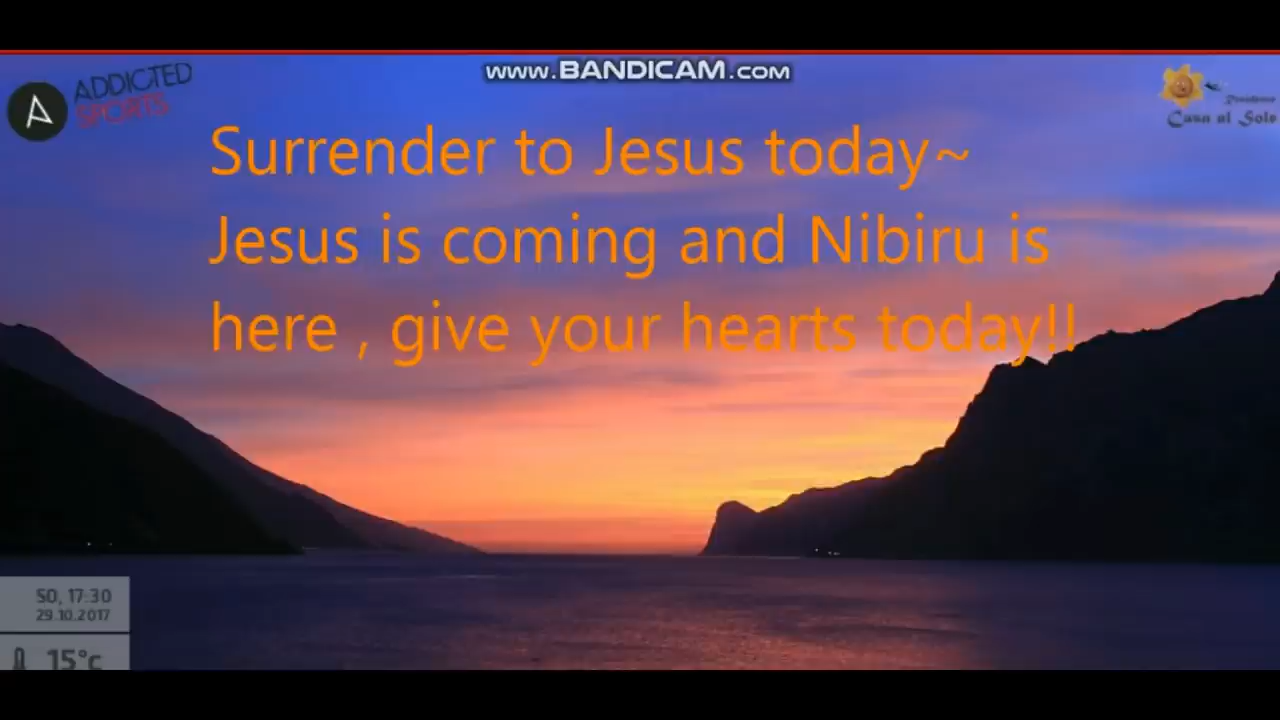 www.BANDICAM.COM
ADDICTED
SPORTS
Residence
Casa al Sole
Surrender to Jesus today~
Jesus is coming and Nibiru is
here , give your hearts today!!
SO, 17:30
29.10.2017
15°c